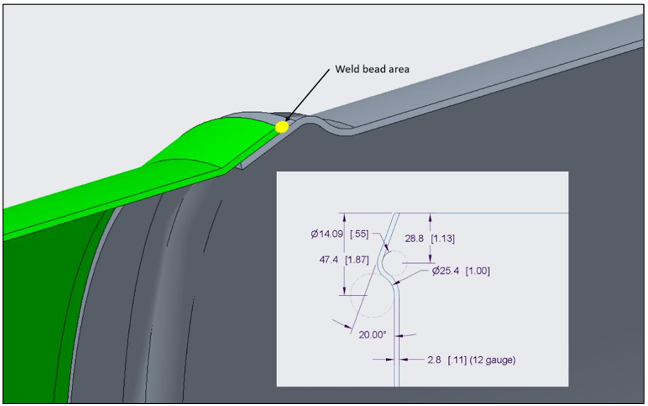 Weld bead area
Ø14.09 [.55]
28.8 [1.13]
47.4 [1.87]
Ø25.4 [1.00]
20.00°
2.8 [.11] (12 gauge)